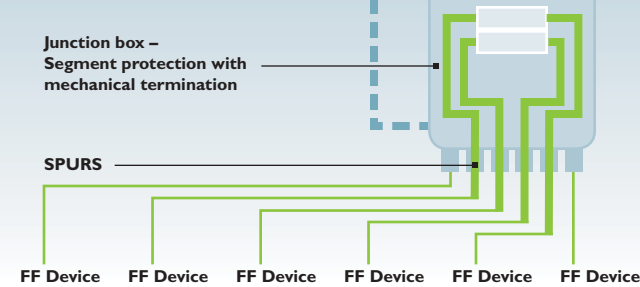 Junction box –
Segment protection with
mechanical termination
SPURS
FF Device FF Device FF Device FF Device FF Device FF Device